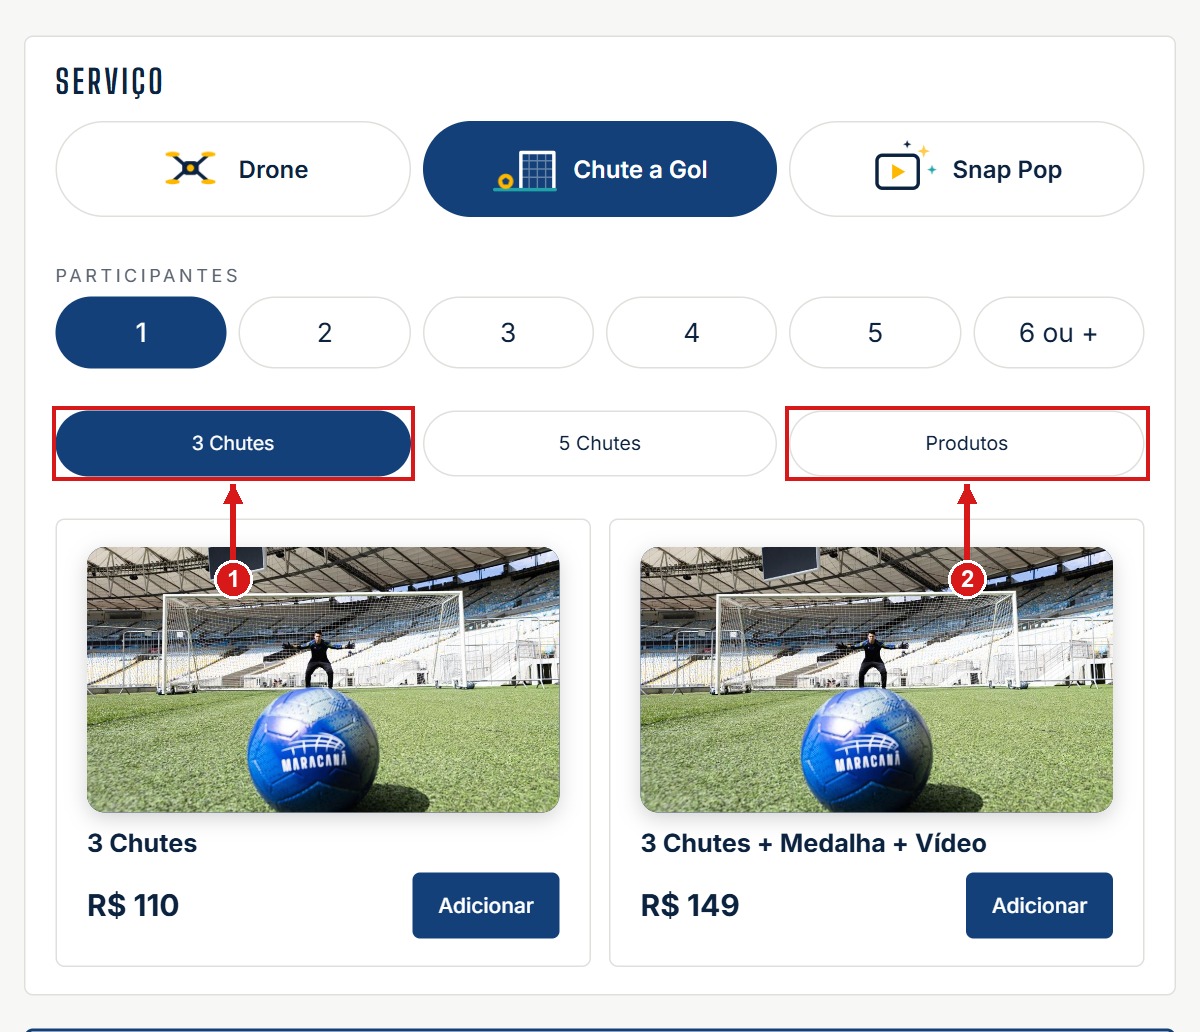 SERVIÇO
Drone
Chute a Gol
Snap Pop
PARTICIPANTES
1
2
3
4
5
6 ou +
3 Chutes
5 Chutes
Produtos
1
2
MARACANÃ
MARACANÃ
3 Chutes
3 Chutes + Medalha + Vídeo
R$ 110
Adicionar
R$ 149
Adicionar